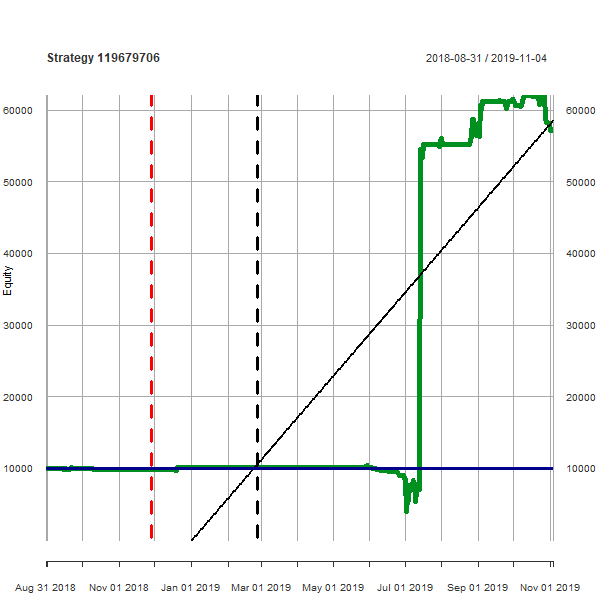 Strategy 119679706
2018-08-31 / 2019-11-04
60000
60000
50000
50000
40000
40000
Equity
30000
30000
20000
20000
10000
10000
Aug 31 2018
Nov 01 2018
Jan 01 2019
Mar 01 2019
May 01 2019
Jul 01 2019
Sep 01 2019
Nov 01 2019